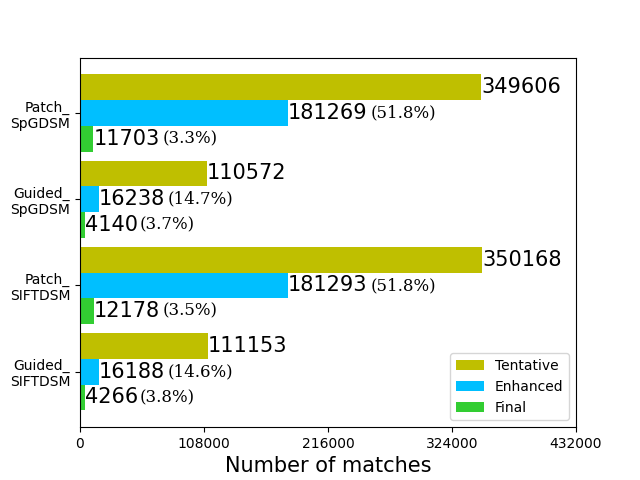 349606
Patch_
SpGDSM
181269 (51.8%)
11703 (3.3%)
110572
Guided_
SpGDSM
16238 (14.7%)
4140 (3.7%)
350168
Patch_
SIFTDSM
181293 (51.8%)
12178 (3.5%)
111153
Guided_
SIFTDSM
16188 (14.6%)
4266 (3.8%)
Tentative
Enhanced
Final
0 108000 216000 324000 432000
Number of matches